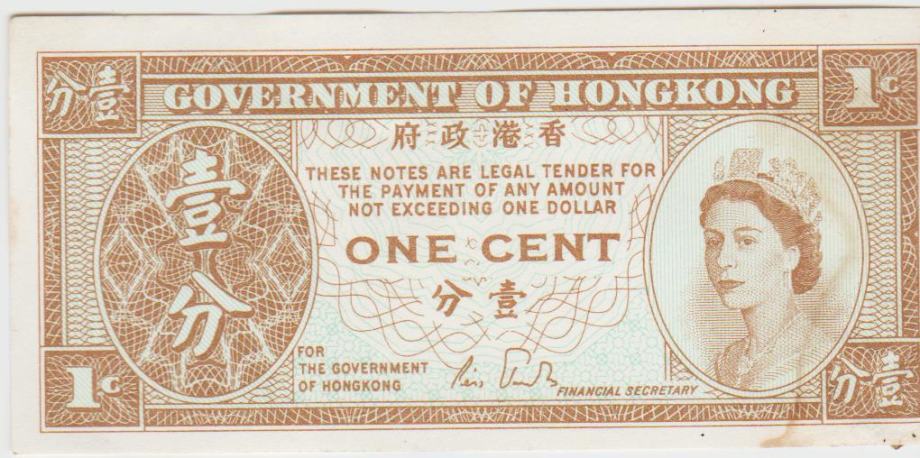 分壹
GOVERNMENT OF HONGKONG
1C
府政港香
THESE NOTES ARE LEGAL TENDER FOR
THE PAYMENT OF ANY AMOUNT
NOT EXCEEDING ONE DOLLAR
壹分
ONE CENT
分壹
FOR
THE GOVERNMENT
OF HONGKONG
FINANCIAL SECRETARY
1C
分壹